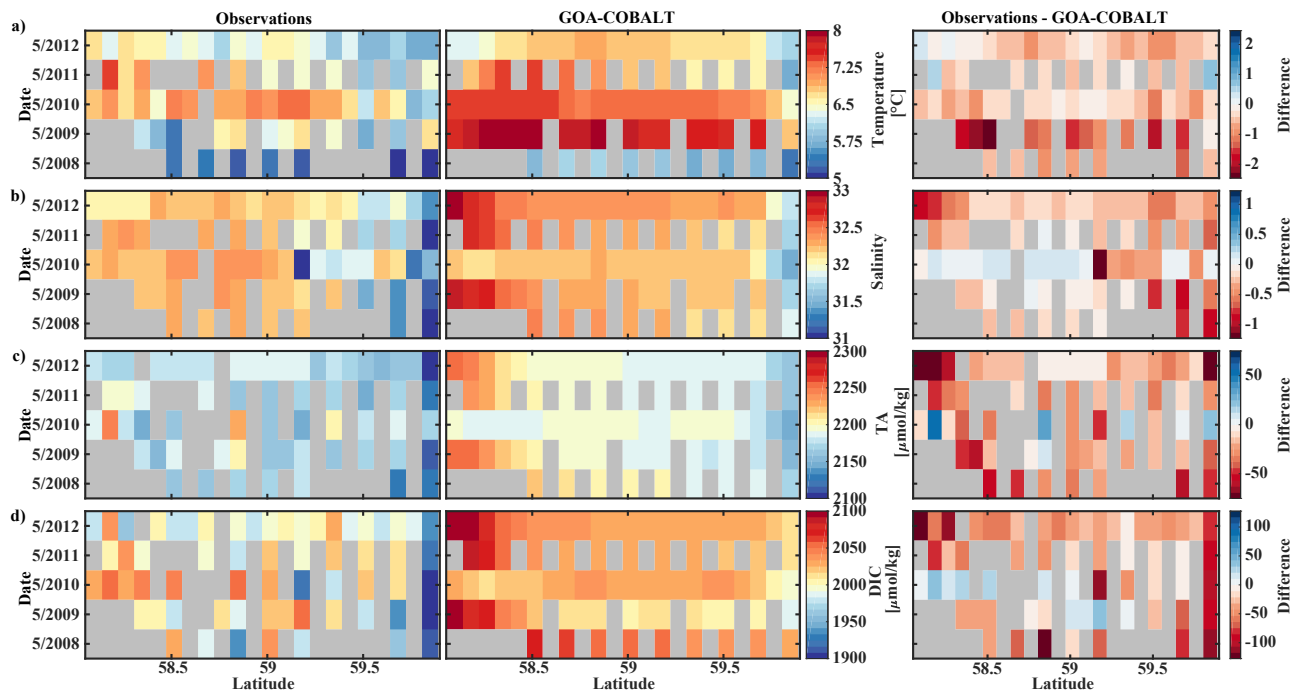 Observations GOA-COBALT Observations - GOA-COBALT
a)
Date
5/2012
5/2011
5/2010
5/2009
5/2008
8
7.25
6.5
5.75
5
Temperature
[°C]
2
1
0
-1
-2
Difference
b)
Date
5/2012
5/2011
5/2010
5/2009
5/2008
33
32.5
32
31.5
31
Salinity
1
0.5
0
-0.5
-1
Difference
c)
Date
5/2012
5/2011
5/2010
5/2009
5/2008
2300
2250
2200
2150
2100
TA
[μmol/kg]
50
0
-50
Difference
d)
Date
5/2012
5/2011
5/2010
5/2009
5/2008
2100
2050
2000
1950
1900
DIC
[μmol/kg]
100
50
0
-50
-100
Difference
58.5 59 59.5 58.5 59 59.5 58.5 59 59.5
Latitude Latitude Latitude